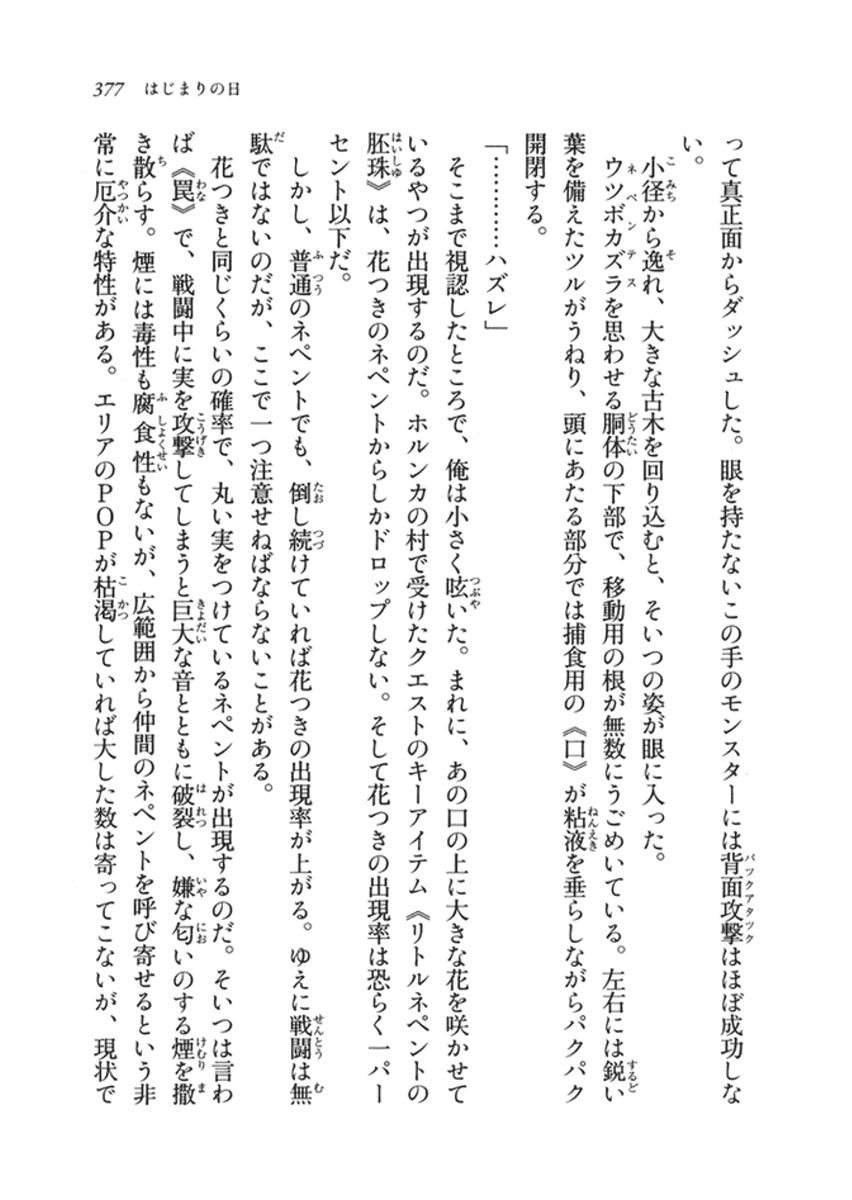 377 はじまりの日
って真正面からダッシュした。眼を持たないこの手のモンスターには背面攻撃はほぼ成功しな
い。
小径から逸れ、大きな古木を回り込むと、そいつの姿が眼に入った。
ウツボカズラを思わせる胴体の下部で、移動用の根が無数にうごめいている。左右には鋭い
葉を備えたツルがうねり、頭にあたる部分では捕食用の《口》が粘液を垂らしながらパクパク
開閉する。
「…………ハズレ」
そこまで視認したところで、俺は小さく呟いた。まれに、あの口の上に大きな花を咲かせて
いるやつが出現するのだ。ホルンカの村で受けたクエストのキーアイテム《リトルネペントの
胚珠》は、花つきのネペントからしかドロップしない。そして花つきの出現率は恐らく一パー
セント以下だ。
しかし、普通のネペントでも、倒し続けていれば花つきの出現率が上がる。ゆえに戦闘は無
駄ではないのだが、ここで一つ注意せねばならないことがある。
花つきと同じくらいの確率で、丸い実をつけているネペントが出現するのだ。そいつは言わ
ば《罠》で、戦闘中に実を攻撃してしまうと巨大な音とともに破裂し、嫌な匂いのする煙を撒
き散らす。煙には毒性も腐食性もないが、広範囲から仲間のネペントを呼び寄せるという非
常に厄介な特性がある。エリアのPOPが枯渇していれば大した数は寄ってこないが、現状で